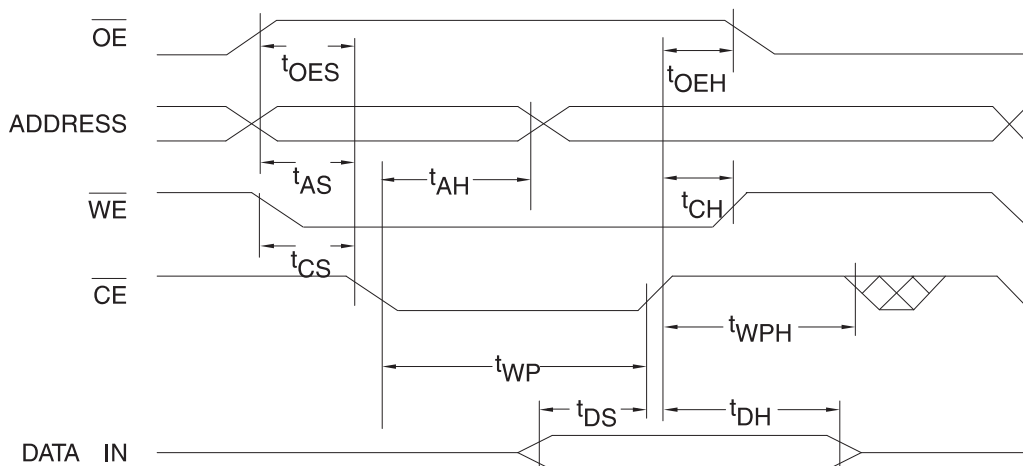 OE
tOES
tOEH
ADDRESS
tAS
tAH
WE
tCH
tCS
CE
tWPH
tWP
tDS
tDH
DATA IN